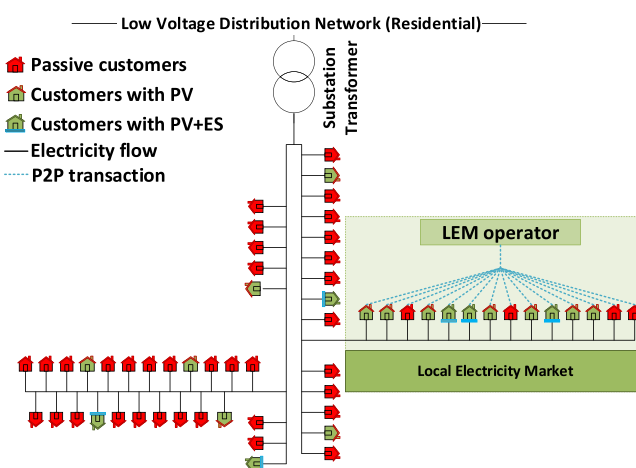 Low Voltage Distribution Network (Residential)
Substation
Transformer
Passive customers
Customers with PV
Customers with PV+ES
Electricity flow
P2P transaction
LEM operator
Local Electricity Market